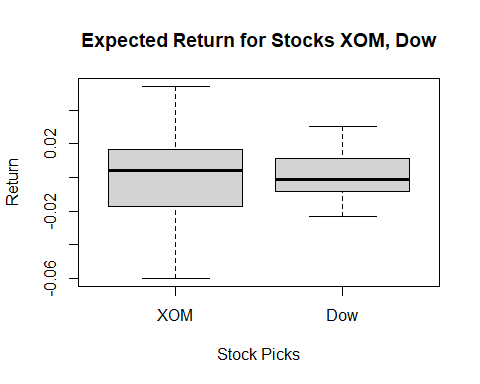 Expected Return for Stocks XOM, Dow
Return
0.02
-0.02
-0.06
XOM Dow
Stock Picks